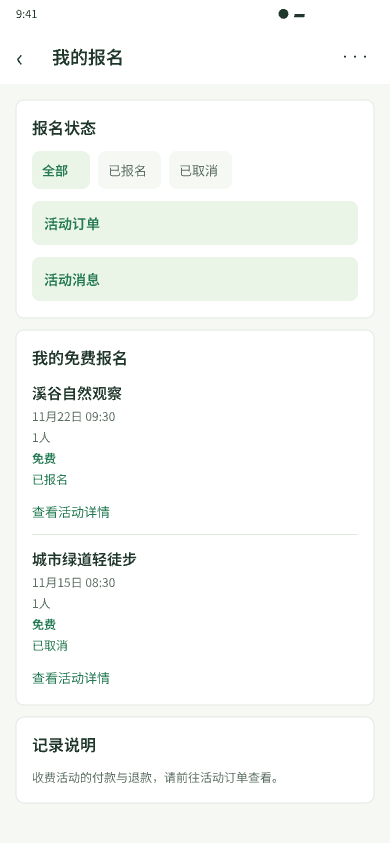 9:41
‹ 我的报名 ···
报名状态
全部 已报名 已取消
活动订单
活动消息
我的免费报名
溪谷自然观察
11月22日 09:30
1人
免费
已报名
查看活动详情
城市绿道轻徒步
11月15日 08:30
1人
免费
已取消
查看活动详情
记录说明
收费活动的付款与退款，请前往活动订单查看。